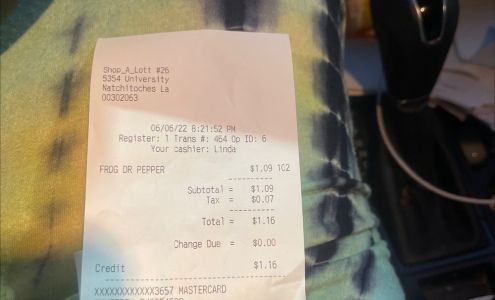 Shop_A_Lott #26
5354 University
Natchitoches La
00302063
06/06/22 8:21:52 PM
Register: 1 Trans #: 464 Op ID: 6
Your cashier: Linda
FRDG DR PEPPER $1.09 102
Subtotal = $1.09
Tax = $0.07
Total = $1.16
Change Due = $0.00
Credit $1.16
XXXXXXXXXXXX3657 MASTERCARD